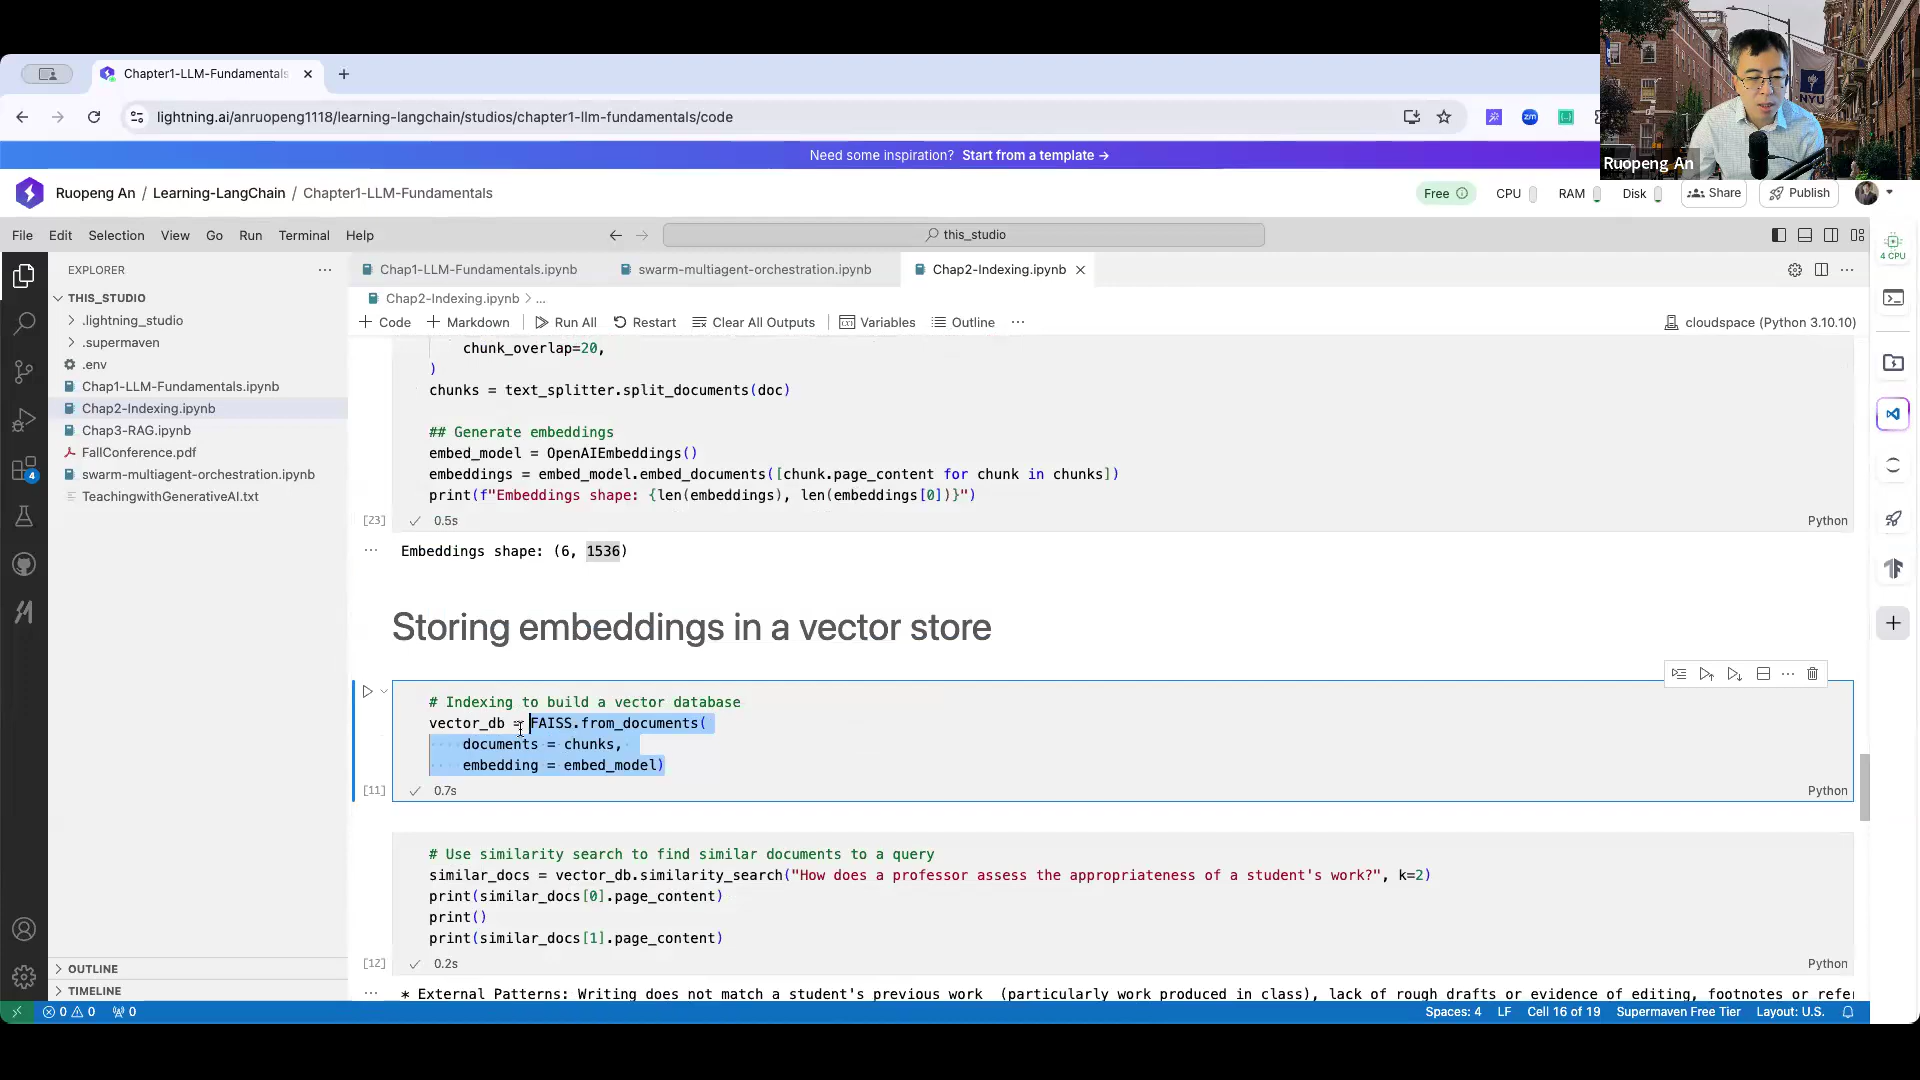 Chapter1-LLM-Fundamentals
lightning.ai/anruopeng1118/learning-langchain/studios/chapter1-llm-fundamentals/code
zm
NYU
Ruopeng An
Need some inspiration? Start from a template →
Ruopeng An / Learning-LangChain / Chapter1-LLM-Fundamentals
Free
CPU
RAM
Disk
Share
Publish
File Edit Selection View Go Run Terminal Help
this_studio
4 CPU
EXPLORER
Chap1-LLM-Fundamentals.ipynb
swarm-multiagent-orchestration.ipynb
Chap2-Indexing.ipynb
THIS_STUDIO
Chap2-Indexing.ipynb > ...
.lightning_studio
+ Code + Markdown Run All Restart Clear All Outputs Variables Outline ...
cloudspace (Python 3.10.10)
.supermaven
.env
Chap1-LLM-Fundamentals.ipynb
Chap2-Indexing.ipynb
Chap3-RAG.ipynb
FallConference.pdf
swarm-multiagent-orchestration.ipynb
TeachingwithGenerativeAI.txt
4
chunk_overlap=20,
)
chunks = text_splitter.split_documents(doc)
## Generate embeddings
embed_model = OpenAIEmbeddings()
embeddings = embed_model.embed_documents([chunk.page_content for chunk in chunks])
print(f"Embeddings shape: {len(embeddings), len(embeddings[0])}")
[23] 0.5s
Python
Embeddings shape: (6, 1536)
Storing embeddings in a vector store
# Indexing to build a vector database
vector_db = FAISS.from_documents(
documents = chunks,
embedding = embed_model)
[11] 0.7s
Python
# Use similarity search to find similar documents to a query
similar_docs = vector_db.similarity_search("How does a professor assess the appropriateness of a student's work?", k=2)
print(similar_docs[0].page_content)
print()
print(similar_docs[1].page_content)
[12] 0.2s
Python
* External Patterns: Writing does not match a student's previous work (particularly work produced in class), lack of rough drafts or evidence of editing, footnotes or refe
OUTLINE
TIMELINE
0 0 0
Spaces: 4 LF Cell 16 of 19 Supermaven Free Tier Layout: U.S.